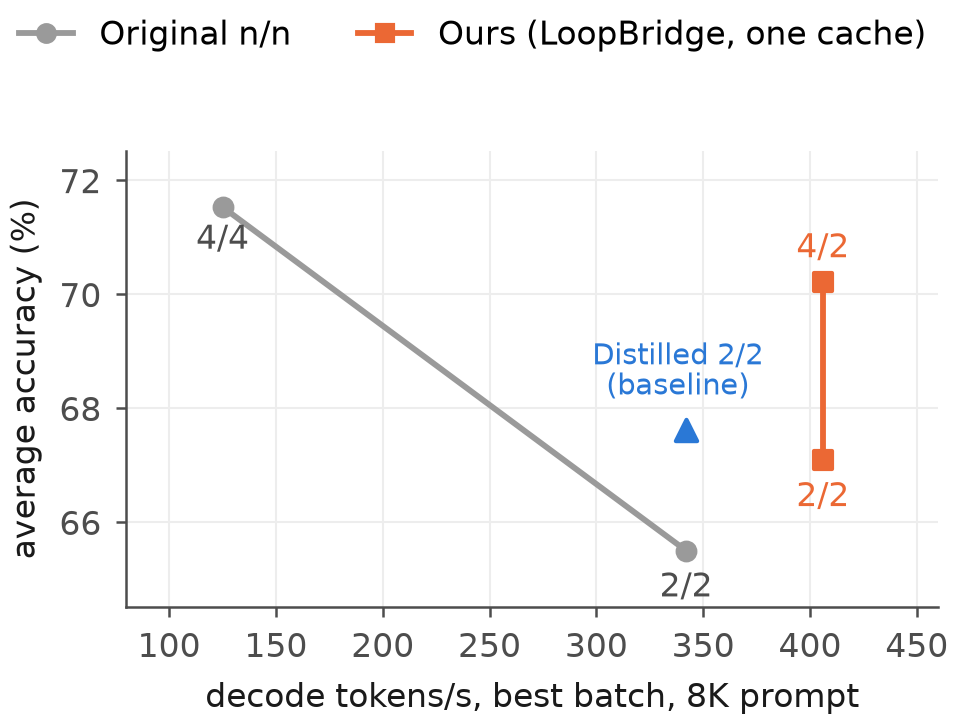 Original n/n
Ours (LoopBridge, one cache)
average accuracy (%)
72
70
68
66
4/4
2/2
Distilled 2/2
(baseline)
4/2
2/2
100 150 200 250 300 350 400 450
decode tokens/s, best batch, 8K prompt